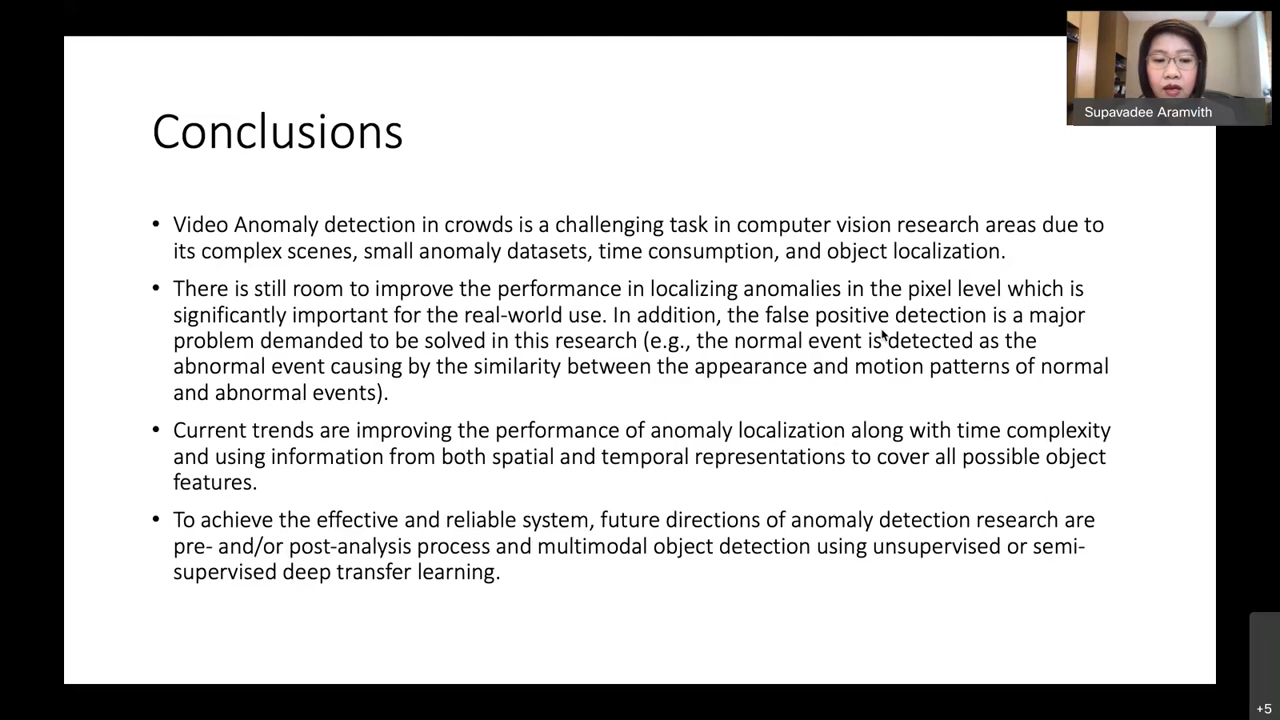 Supavadee Aramvith
Conclusions
• Video Anomaly detection in crowds is a challenging task in computer vision research areas due to
its complex scenes, small anomaly datasets, time consumption, and object localization.
• There is still room to improve the performance in localizing anomalies in the pixel level which is
significantly important for the real-world use. In addition, the false positive detection is a major
problem demanded to be solved in this research (e.g., the normal event is detected as the
abnormal event causing by the similarity between the appearance and motion patterns of normal
and abnormal events).
• Current trends are improving the performance of anomaly localization along with time complexity
and using information from both spatial and temporal representations to cover all possible object
features.
• To achieve the effective and reliable system, future directions of anomaly detection research are
pre- and/or post-analysis process and multimodal object detection using unsupervised or semi-
supervised deep transfer learning.
+5